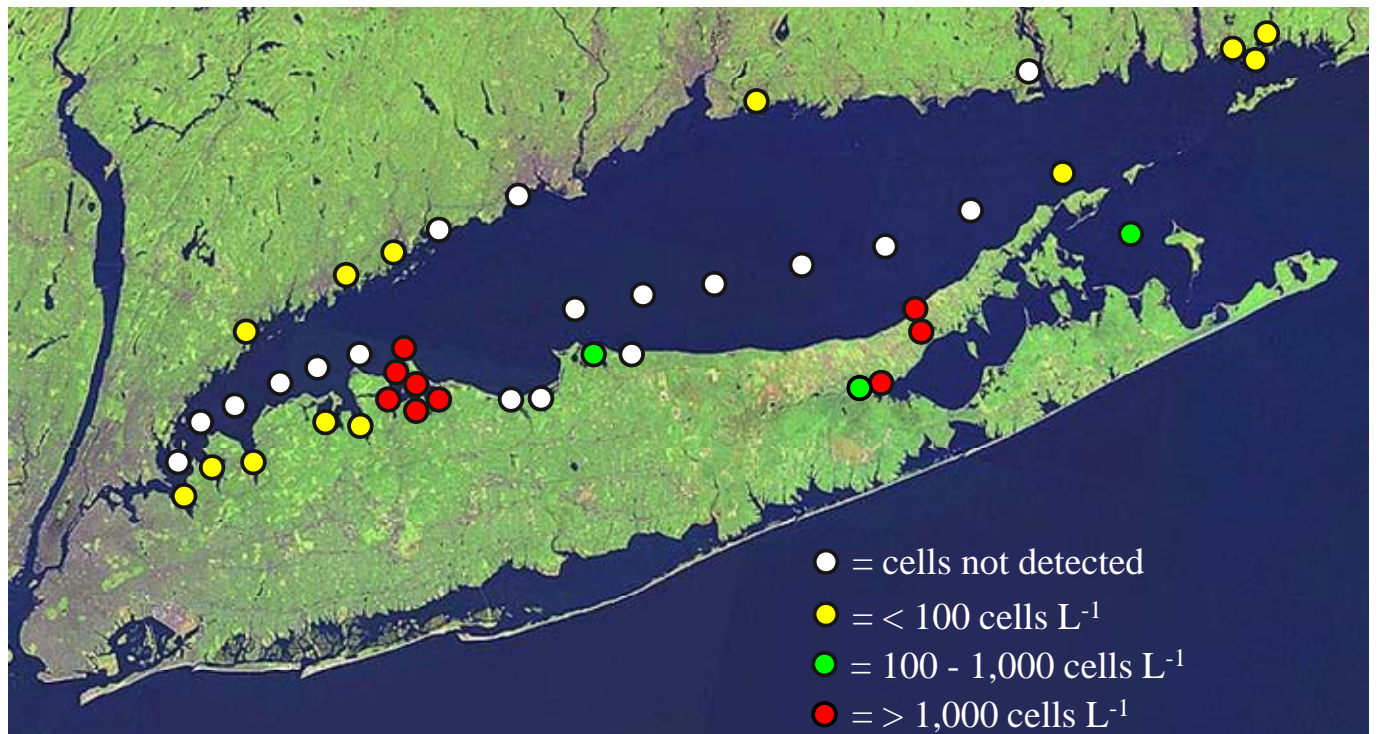 = cells not detected
= < 100 cells L⁻¹
= 100 - 1,000 cells L⁻¹
= > 1,000 cells L⁻¹